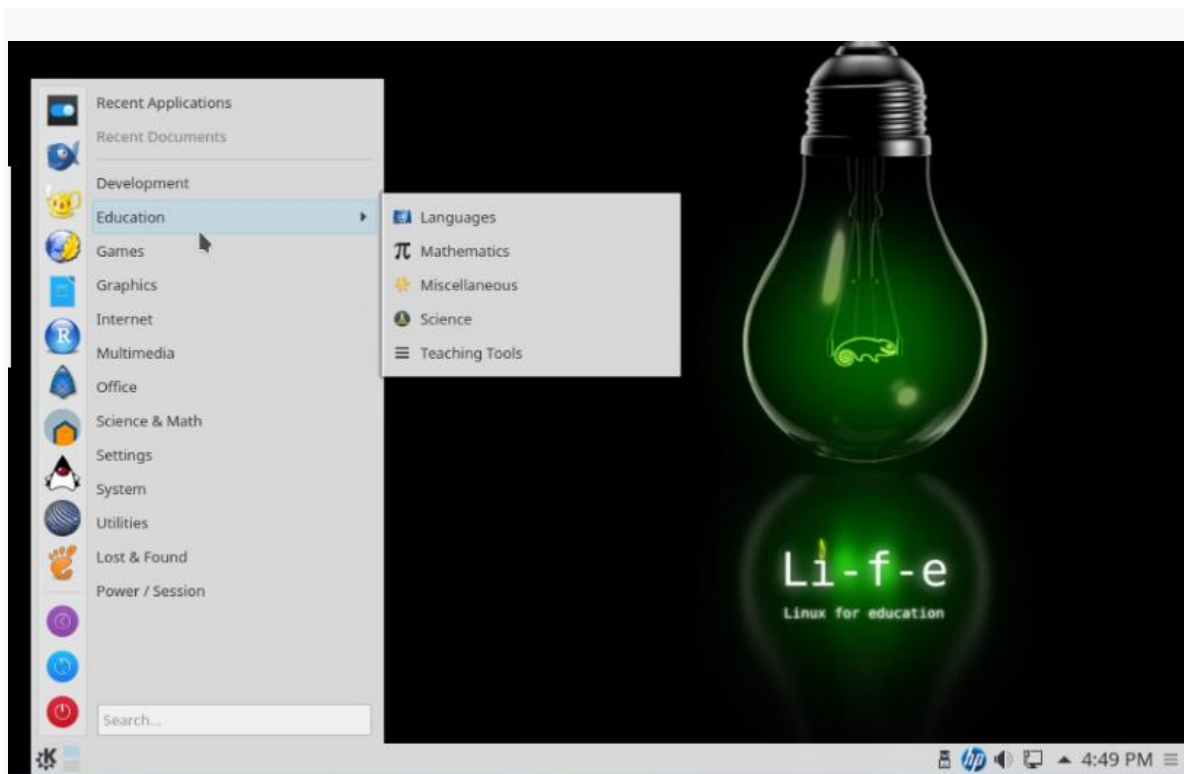 Recent Applications
Recent Documents
Development
Education
Games
Graphics
Internet
Multimedia
Office
Science & Math
Settings
System
Utilities
Lost & Found
Power / Session
Search...
Languages
π Mathematics
Miscellaneous
Science
Teaching Tools
R
Li-f-e
Linux for education
K
hp
4:49 PM